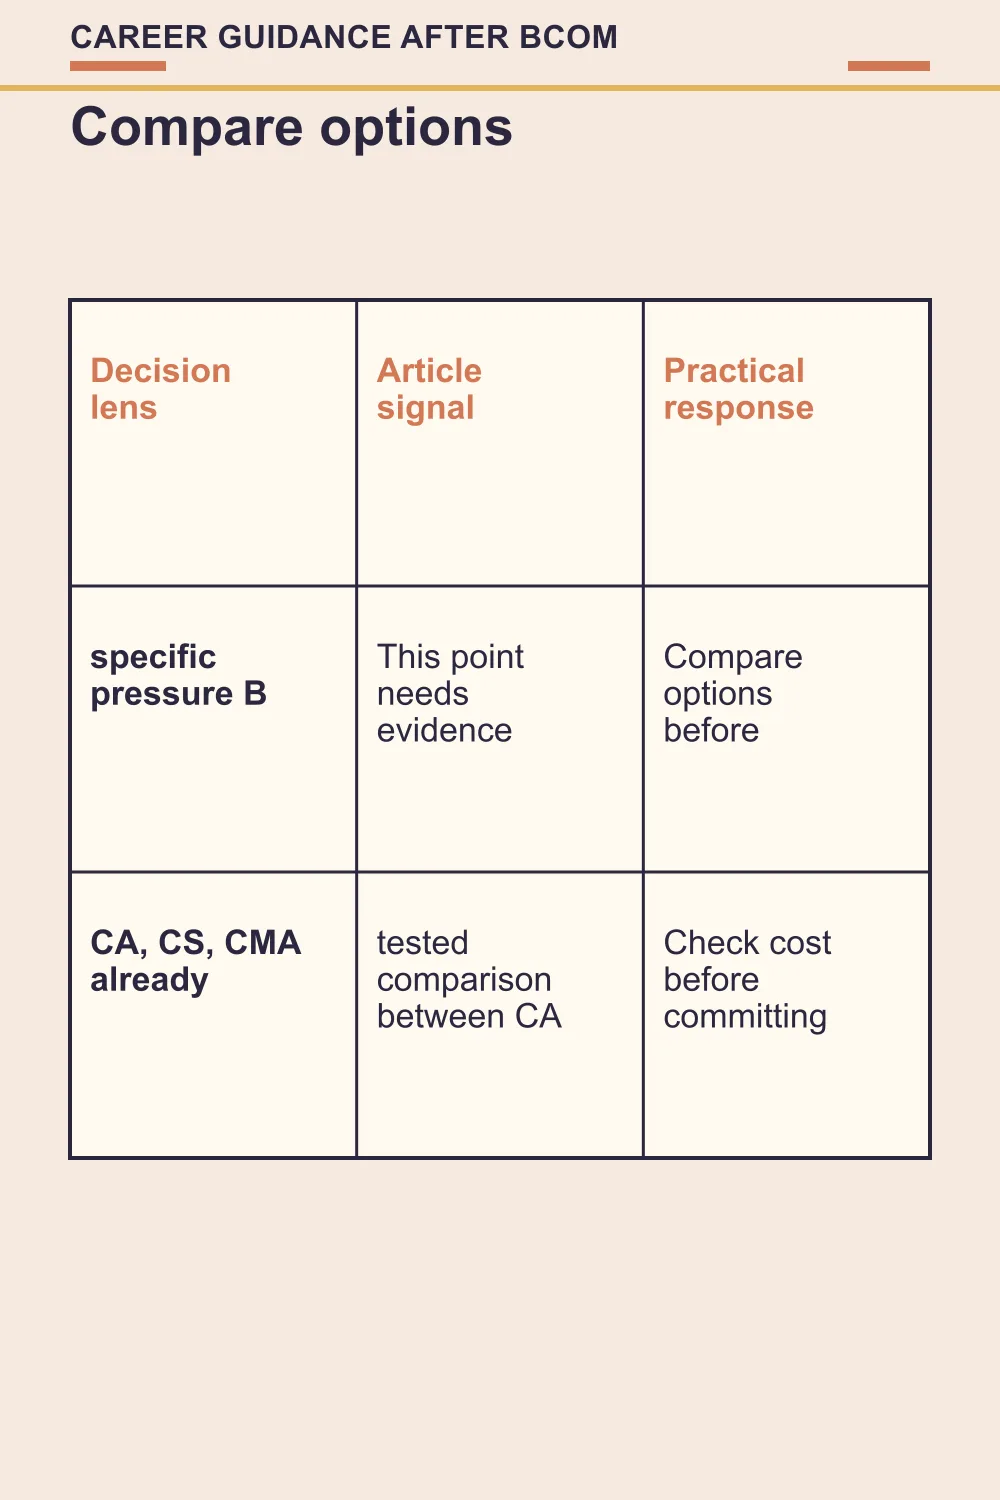 CAREER GUIDANCE AFTER BCOM
Compare options
Decision
lens
Article
signal
Practical
response
specific
pressure B
This point
needs
evidence
Compare
options
before
CA, CS, CMA
already
tested
comparison
between CA
Check cost
before
committing